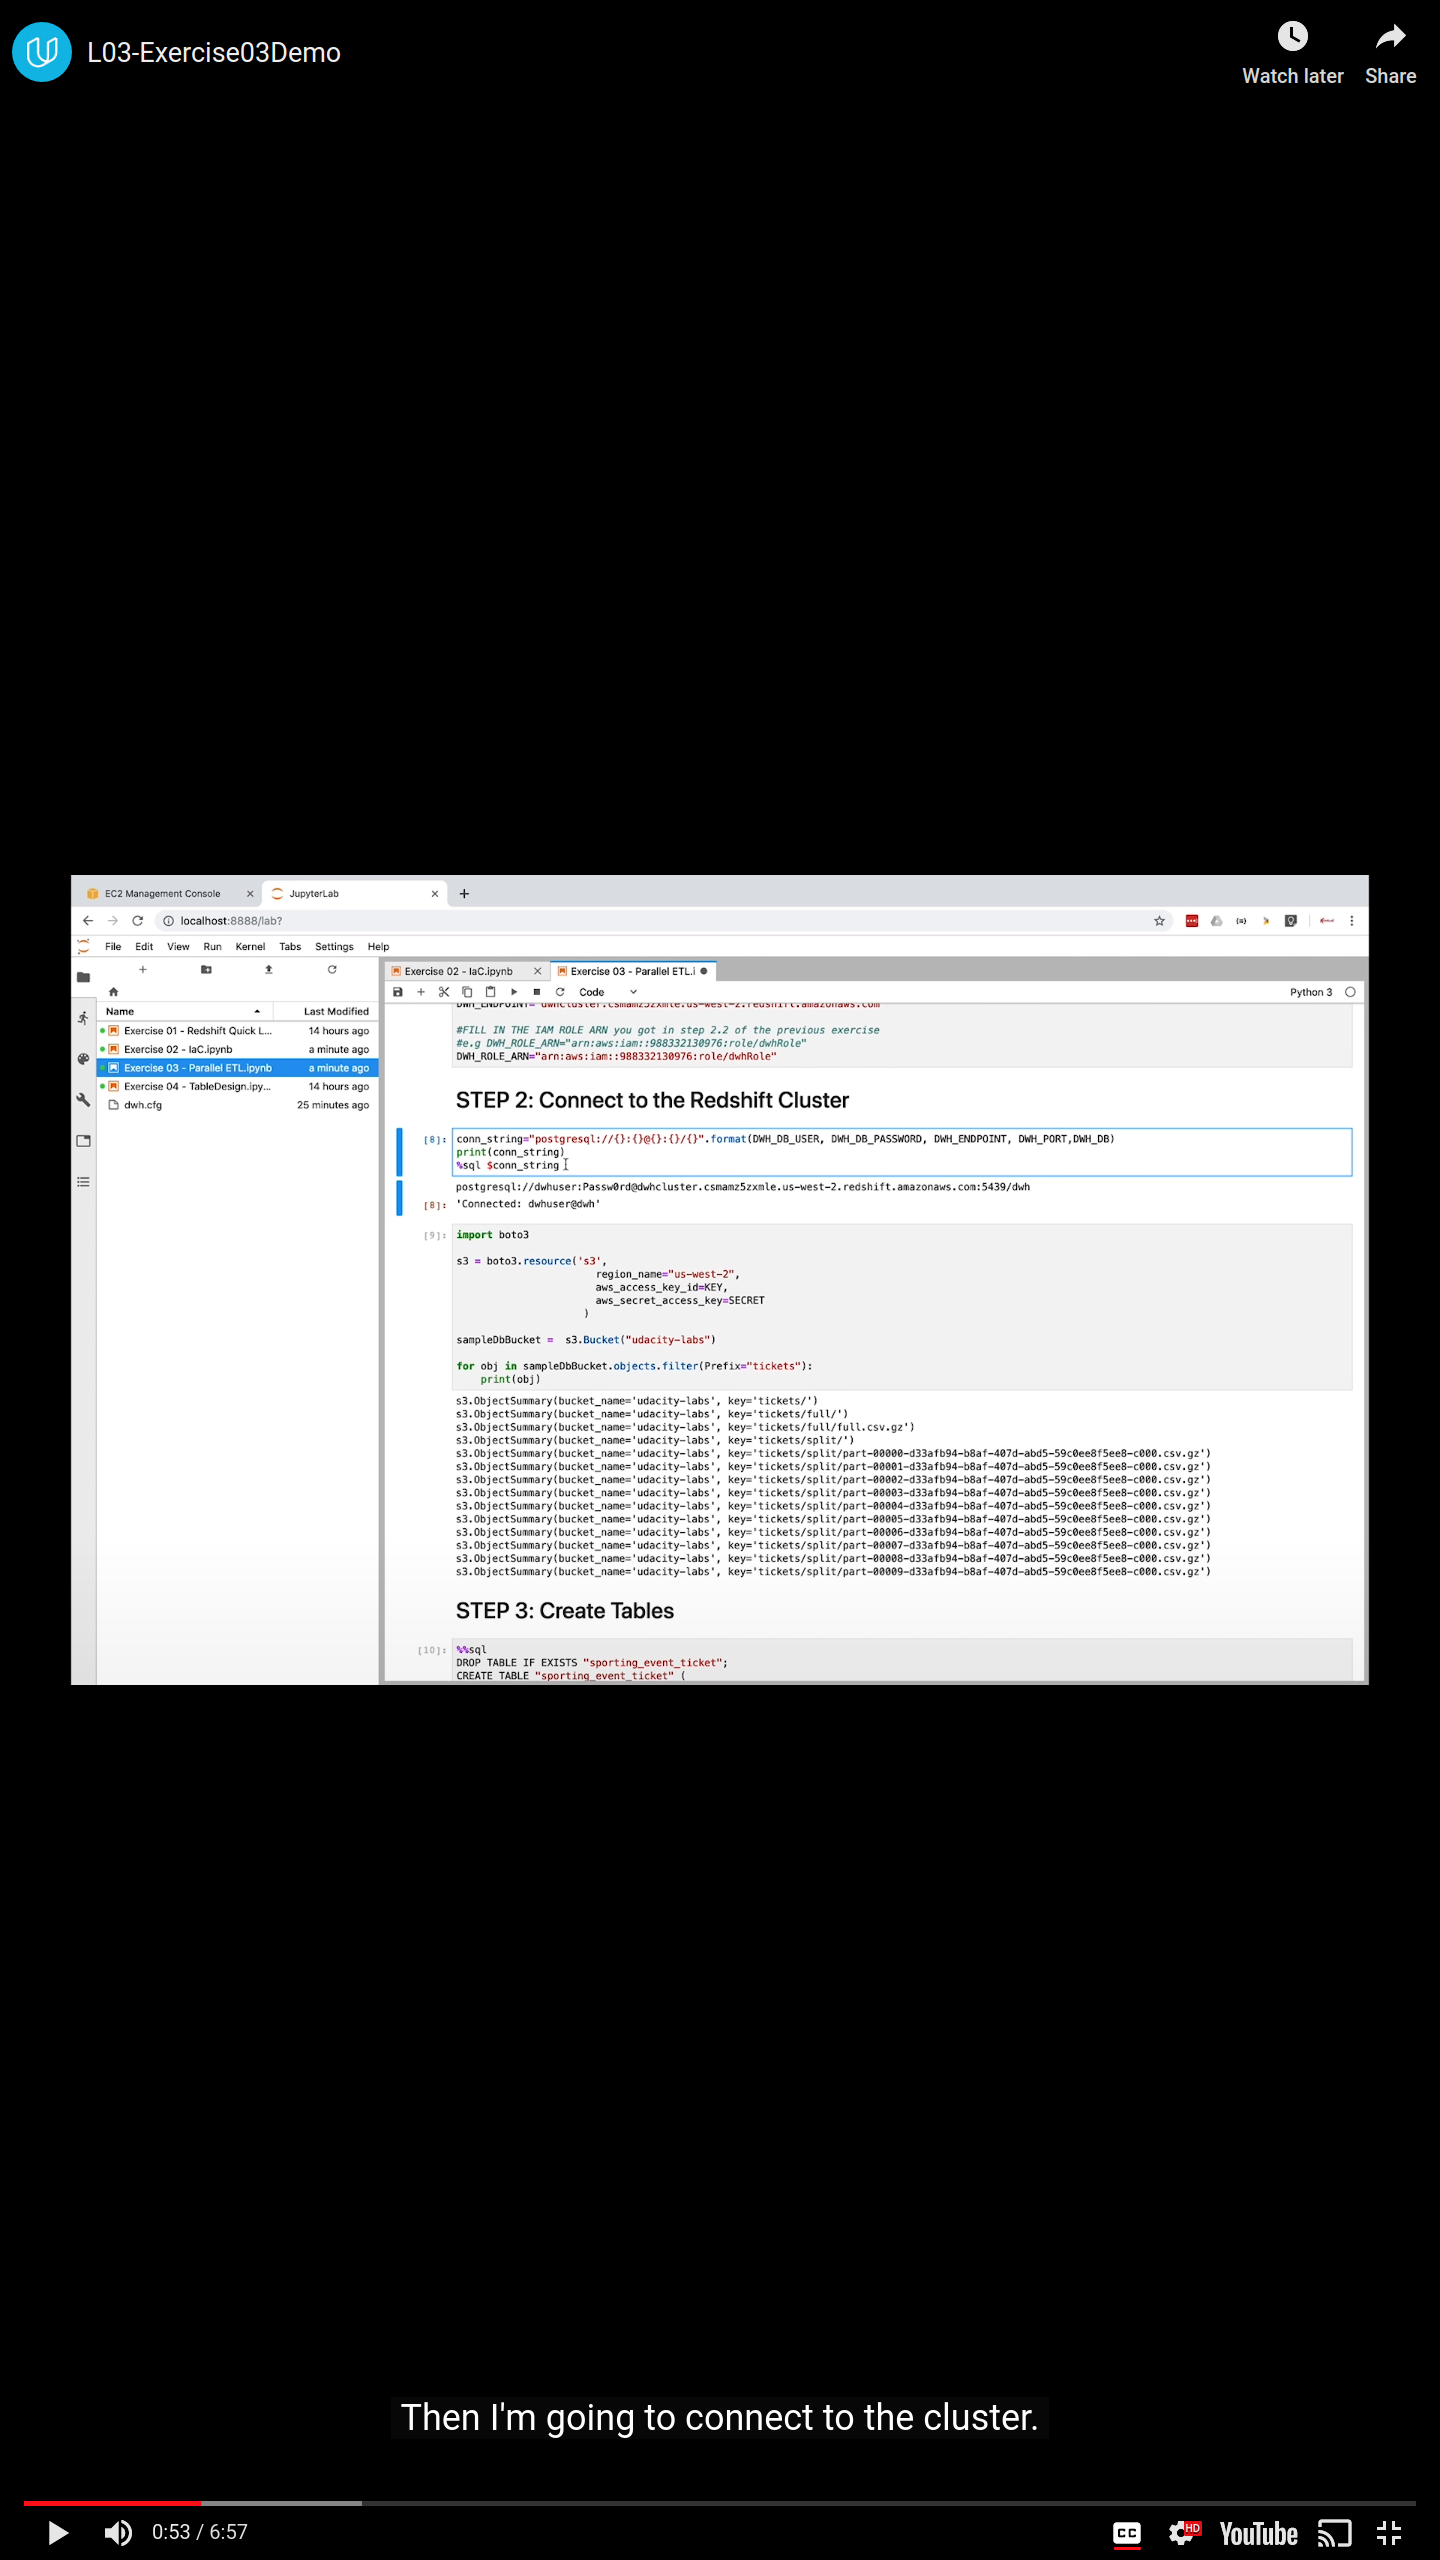 L03-Exercise03Demo
Watch later
Share
EC2 Management Console
JupyterLab
localhost:8888/lab?
File Edit View Run Kernel Tabs Settings Help
Exercise 02 - IaC.ipynb
Exercise 03 - Parallel ETL.i
Code
Python 3
Name
Last Modified
Exercise 01 - Redshift Quick L...
14 hours ago
Exercise 02 - IaC.ipynb
a minute ago
Exercise 03 - Parallel ETL.ipynb
a minute ago
Exercise 04 - TableDesign.ipy...
14 hours ago
dwh.cfg
25 minutes ago
DWH_ENDPOINT="dwhcluster.csmamz5zxmle.us-west-2.redshift.amazonaws.com"
#FILL IN THE IAM ROLE ARN you got in step 2.2 of the previous exercise
#e.g DWH_ROLE_ARN="arn:aws:iam::988332130976:role/dwhRole"
DWH_ROLE_ARN="arn:aws:iam::988332130976:role/dwhRole"
STEP 2: Connect to the Redshift Cluster
[8]: conn_string="postgresql://{}:{}@{}:{}/{}".format(DWH_DB_USER, DWH_DB_PASSWORD, DWH_ENDPOINT, DWH_PORT,DWH_DB)
print(conn_string)
%sql $conn_string
postgresql://dwhuser:Passw0rd@dwhcluster.csmamz5zxmle.us-west-2.redshift.amazonaws.com:5439/dwh
[8]: 'Connected: dwhuser@dwh'
[9]: import boto3
s3 = boto3.resource('s3',
region_name="us-west-2",
aws_access_key_id=KEY,
aws_secret_access_key=SECRET
)
sampleDbBucket = s3.Bucket("udacity-labs")
for obj in sampleDbBucket.objects.filter(Prefix="tickets"):
print(obj)
s3.ObjectSummary(bucket_name='udacity-labs', key='tickets/')
s3.ObjectSummary(bucket_name='udacity-labs', key='tickets/full/')
s3.ObjectSummary(bucket_name='udacity-labs', key='tickets/full/full.csv.gz')
s3.ObjectSummary(bucket_name='udacity-labs', key='tickets/split/')
s3.ObjectSummary(bucket_name='udacity-labs', key='tickets/split/part-00000-d33afb94-b8af-407d-abd5-59c0ee8f5ee8-c000.csv.gz')
s3.ObjectSummary(bucket_name='udacity-labs', key='tickets/split/part-00001-d33afb94-b8af-407d-abd5-59c0ee8f5ee8-c000.csv.gz')
s3.ObjectSummary(bucket_name='udacity-labs', key='tickets/split/part-00002-d33afb94-b8af-407d-abd5-59c0ee8f5ee8-c000.csv.gz')
s3.ObjectSummary(bucket_name='udacity-labs', key='tickets/split/part-00003-d33afb94-b8af-407d-abd5-59c0ee8f5ee8-c000.csv.gz')
s3.ObjectSummary(bucket_name='udacity-labs', key='tickets/split/part-00004-d33afb94-b8af-407d-abd5-59c0ee8f5ee8-c000.csv.gz')
s3.ObjectSummary(bucket_name='udacity-labs', key='tickets/split/part-00005-d33afb94-b8af-407d-abd5-59c0ee8f5ee8-c000.csv.gz')
s3.ObjectSummary(bucket_name='udacity-labs', key='tickets/split/part-00006-d33afb94-b8af-407d-abd5-59c0ee8f5ee8-c000.csv.gz')
s3.ObjectSummary(bucket_name='udacity-labs', key='tickets/split/part-00007-d33afb94-b8af-407d-abd5-59c0ee8f5ee8-c000.csv.gz')
s3.ObjectSummary(bucket_name='udacity-labs', key='tickets/split/part-00008-d33afb94-b8af-407d-abd5-59c0ee8f5ee8-c000.csv.gz')
s3.ObjectSummary(bucket_name='udacity-labs', key='tickets/split/part-00009-d33afb94-b8af-407d-abd5-59c0ee8f5ee8-c000.csv.gz')
STEP 3: Create Tables
[10]: %%sql
DROP TABLE IF EXISTS "sporting_event_ticket";
CREATE TABLE "sporting_event_ticket" (
Then I'm going to connect to the cluster.
0:53 / 6:57
CC
HD
YouTube